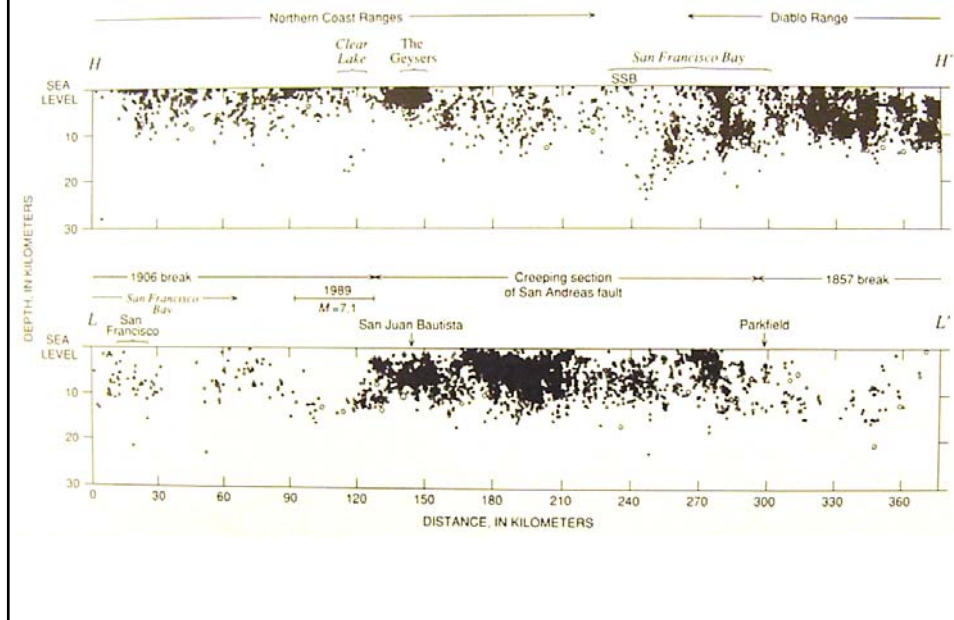 Northern Coast Ranges Diablo Range
Clear Lake The Geysers San Francisco Bay
H SSB H'
SEA LEVEL
10
20
30
DEPTH, IN KILOMETERS
1906 break Creeping section of San Andreas fault 1857 break
San Francisco Bay 1989 M=7.1
L San Francisco San Juan Bautista Parkfield L'
SEA LEVEL
A
10
20
30
0 30 60 90 120 150 180 210 240 270 300 330 360
DISTANCE, IN KILOMETERS